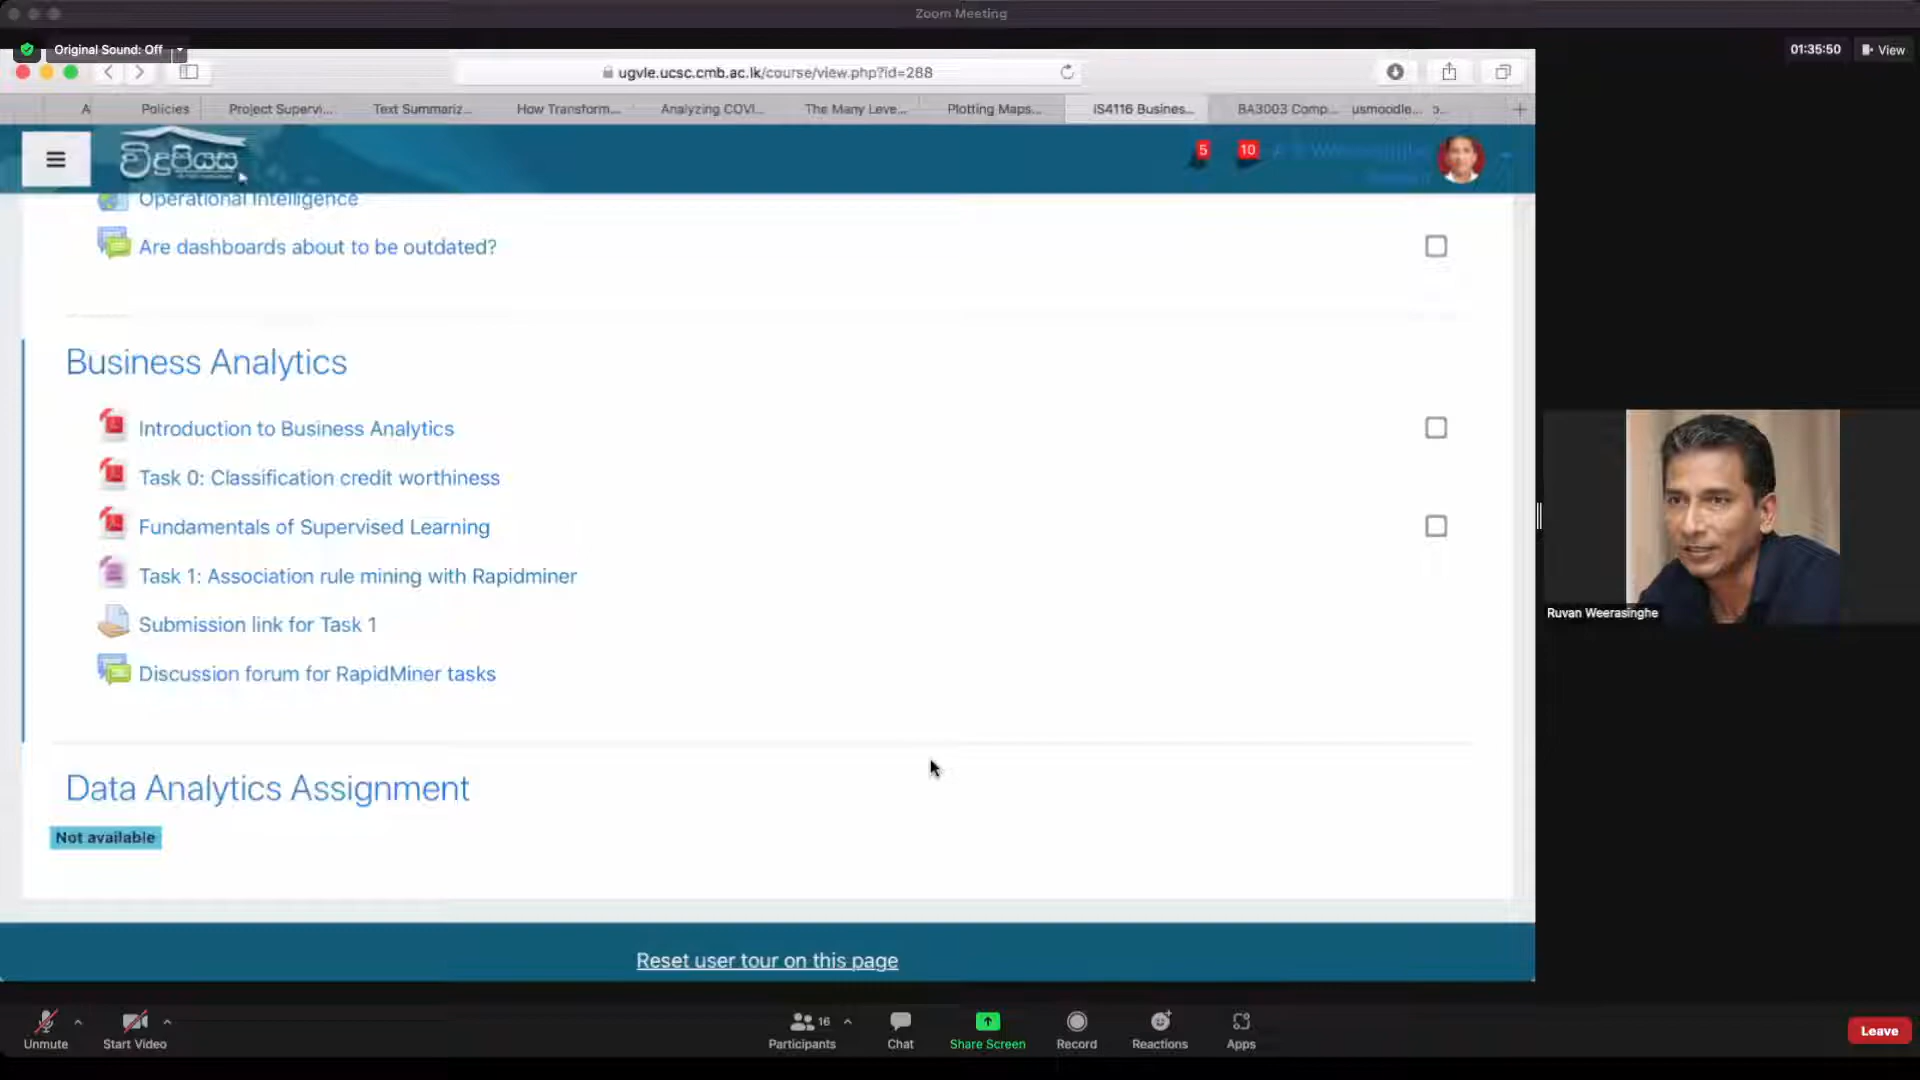 Zoom Meeting
Original Sound: Off
01:35:50
View
ugvle.ucsc.cmb.ac.lk/course/view.php?id=288
A
Policies
Project Supervi...
Text Summariz...
How Transform...
Analyzing COVI...
The Many Leve...
Plotting Maps...
IS4116 Busines...
BA3003 Comp...
usmoodle...
විදුපියස
5
10
Operational Intelligence
Are dashboards about to be outdated?
Business Analytics
Introduction to Business Analytics
Task 0: Classification credit worthiness
Fundamentals of Supervised Learning
Task 1: Association rule mining with Rapidminer
Submission link for Task 1
Discussion forum for RapidMiner tasks
Data Analytics Assignment
Not available
Reset user tour on this page
Ruvan Weerasinghe
Unmute
Start Video
16
Participants
Chat
Share Screen
Record
Reactions
Apps
Leave